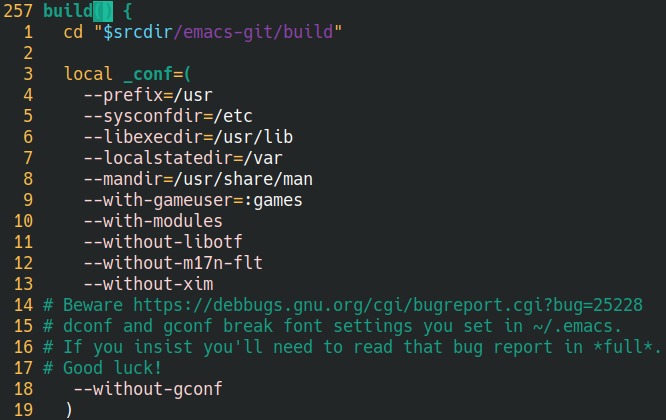 257 build() {
1 cd "$srcdir/emacs-git/build"
2
3 local _conf=(
4 --prefix=/usr
5 --sysconfdir=/etc
6 --libexecdir=/usr/lib
7 --localstatedir=/var
8 --mandir=/usr/share/man
9 --with-gameuser=:games
10 --with-modules
11 --without-libotf
12 --without-m17n-flt
13 --without-xim
14 # Beware https://debbugs.gnu.org/cgi/bugreport.cgi?bug=25228
15 # dconf and gconf break font settings you set in ~/.emacs.
16 # If you insist you'll need to read that bug report in *full*.
17 # Good luck!
18 --without-gconf
19 )